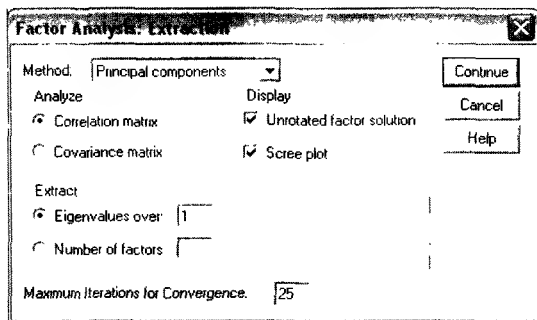 Factor Analysis: Extraction
Method: Principal components
Continue
Analyze
Display
Cancel
Correlation matrix
Unrotated factor solution
Help
Covariance matrix
Scree plot
Extract
Eigenvalues over: 1
Number of factors
Maximum Iterations for Convergence. 25